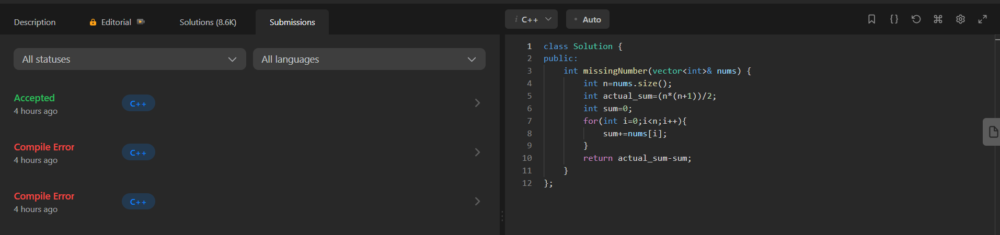 Description
Editorial
Solutions (8.6K)
Submissions
All statuses
All languages
Accepted
C++
4 hours ago
Compile Error
C++
4 hours ago
Compile Error
C++
4 hours ago
i C++
• Auto
{}
1 class Solution {
2 public:
3     int missingNumber(vector<int>& nums) {
4         int n=nums.size();
5         int actual_sum=(n*(n+1))/2;
6         int sum=0;
7         for(int i=0;i<n;i++){
8             sum+=nums[i];
9         }
10         return actual_sum-sum;
11     }
12 };